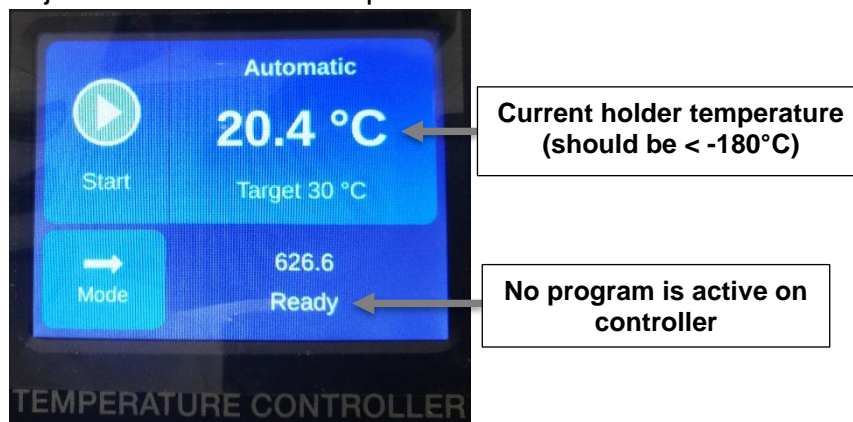 Automatic
20.4 °C
Start
Target 30 °C
Mode
626.6
Ready
TEMPERATURE CONTROLLER
Current holder temperature
(should be < -180°C)
No program is active on
controller